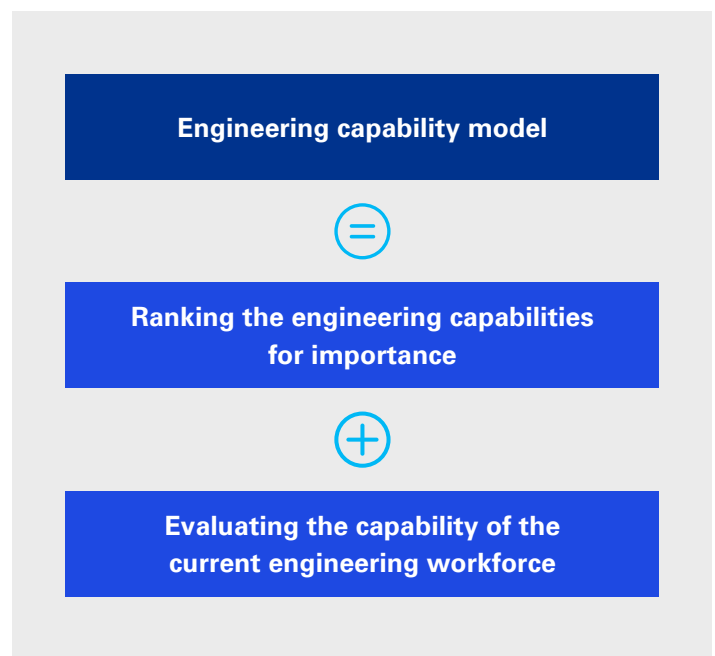 Engineering capability model
=
Ranking the engineering capabilities
for importance
+
Evaluating the capability of the
current engineering workforce